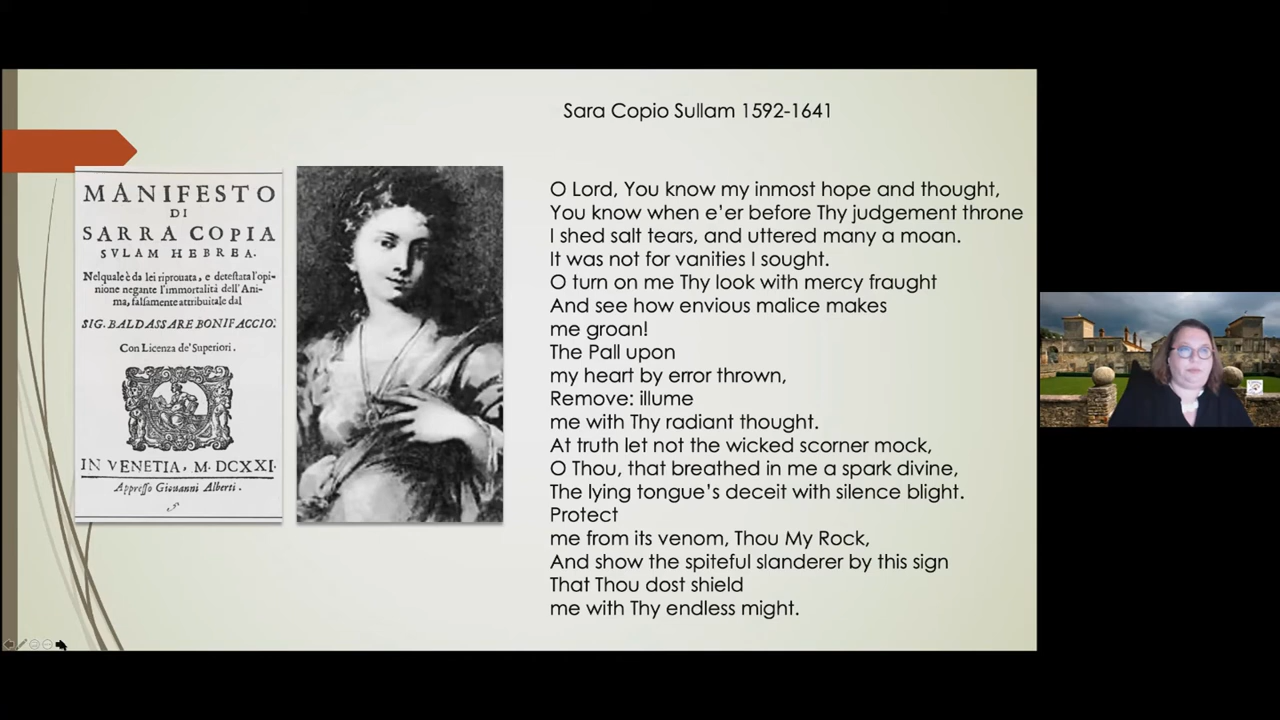 Sara Copio Sullam 1592-1641
MANIFESTO
DI
SARRA COPIA
SVLAM HEBREA.
Nelquale è da lei riprouata, e detestata l'opi-
nione negante l'immortalità dell'Ani-
ma, falsamente attribuitale dal
SIG. BALDASSARE BONIFACCIO.
Con Licenza de' Superiori.
IN VENETIA, M. DCXXI.
Appresso Giouanni Alberti.
O Lord, You know my inmost hope and thought,
You know when e'er before Thy judgement throne
I shed salt tears, and uttered many a moan.
It was not for vanities I sought.
O turn on me Thy look with mercy fraught
And see how envious malice makes
me groan!
The Pall upon
my heart by error thrown,
Remove: illume
me with Thy radiant thought.
At truth let not the wicked scorner mock,
O Thou, that breathed in me a spark divine,
The lying tongue's deceit with silence blight.
Protect
me from its venom, Thou My Rock,
And show the spiteful slanderer by this sign
That Thou dost shield
me with Thy endless might.